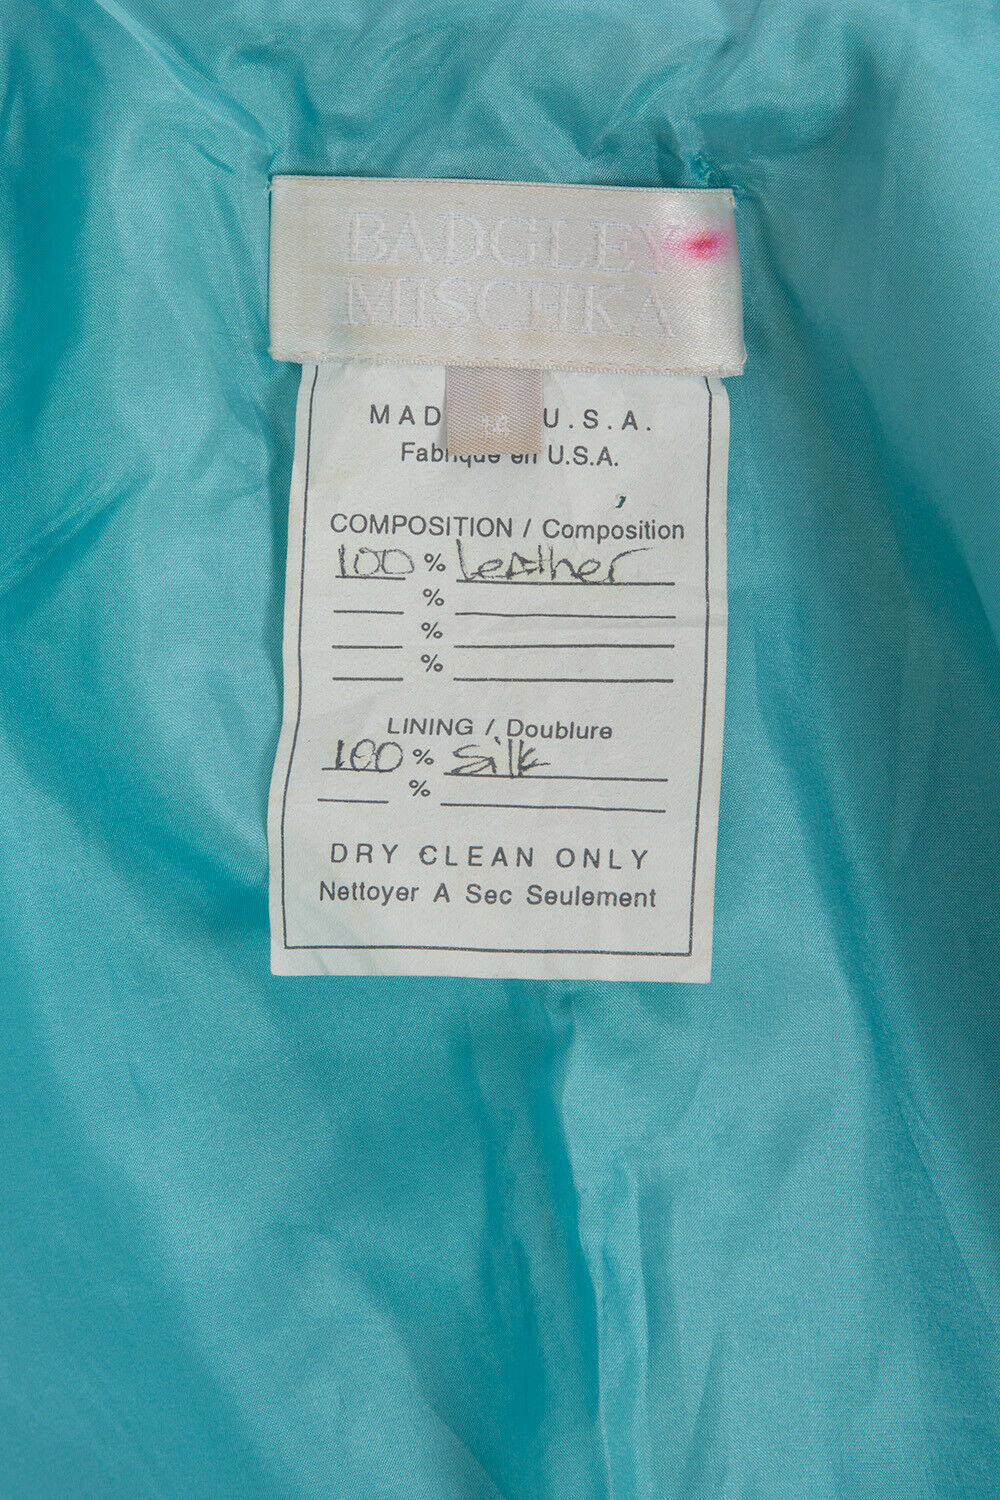 BADGLEY
MISCHKA
MAD U.S.A.
Fabrique en U.S.A.
COMPOSITION / Composition
100 % Leather
%
%
%
LINING / Doublure
100 % Silk
%
DRY CLEAN ONLY
Nettoyer A Sec Seulement